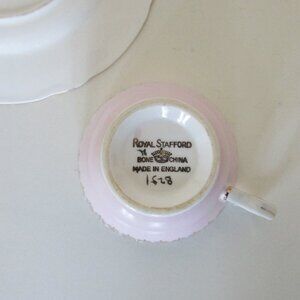 ROYAL STAFFORD
BONE CHINA
MADE IN ENGLAND
1628